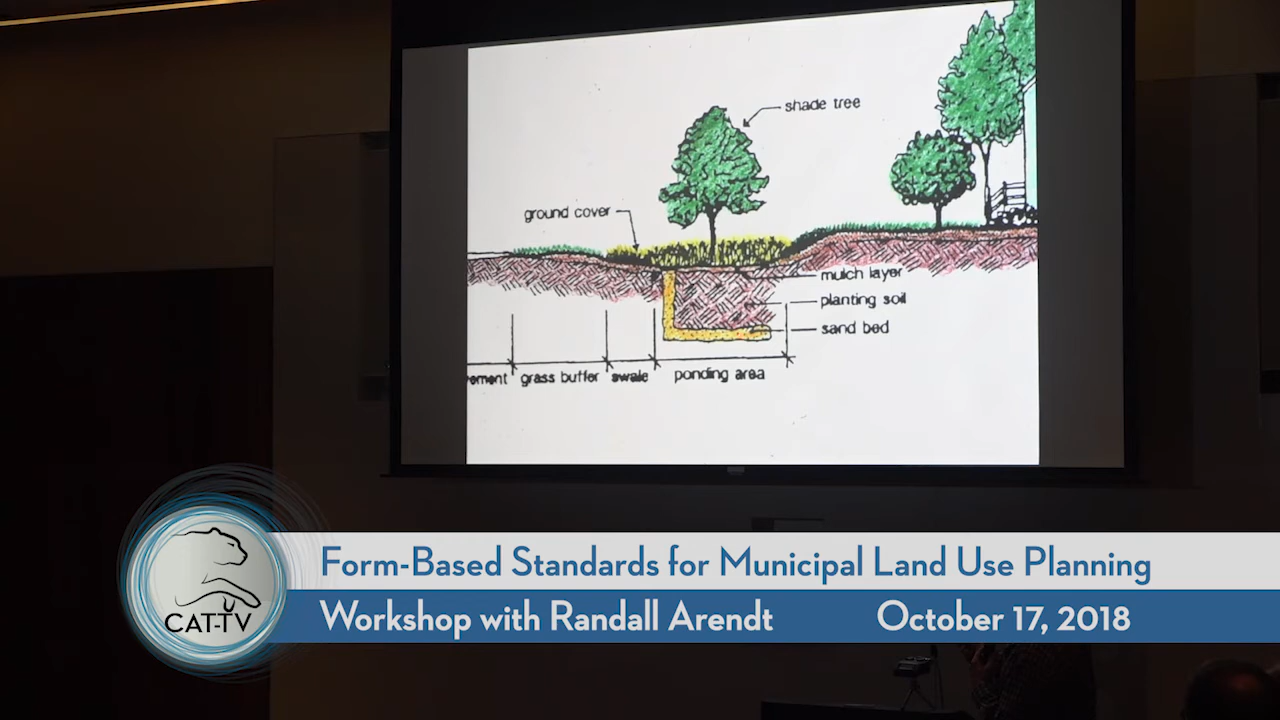 shade tree
ground cover
mulch layer
planting soil
sand bed
grass buffer
swale
ponding area
CAT-TV
Form-Based Standards for Municipal Land Use Planning
Workshop with Randall Arendt
October 17, 2018